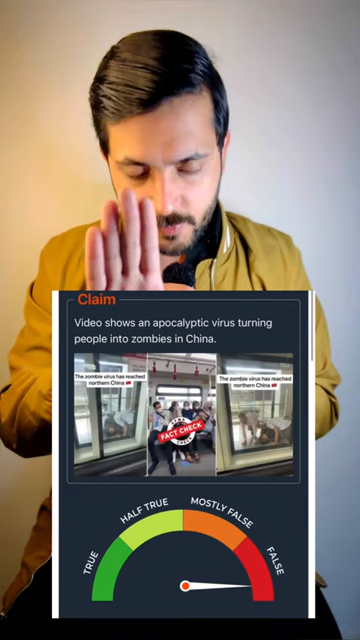 Claim
Video shows an apocalyptic virus turning
people into zombies in China.
The zombie virus has reached
northern China 🇨🇳
The zombie virus has reached
northern China 🇨🇳
FACT CHECK
TRUE
HALF TRUE
MOSTLY FALSE
FALSE